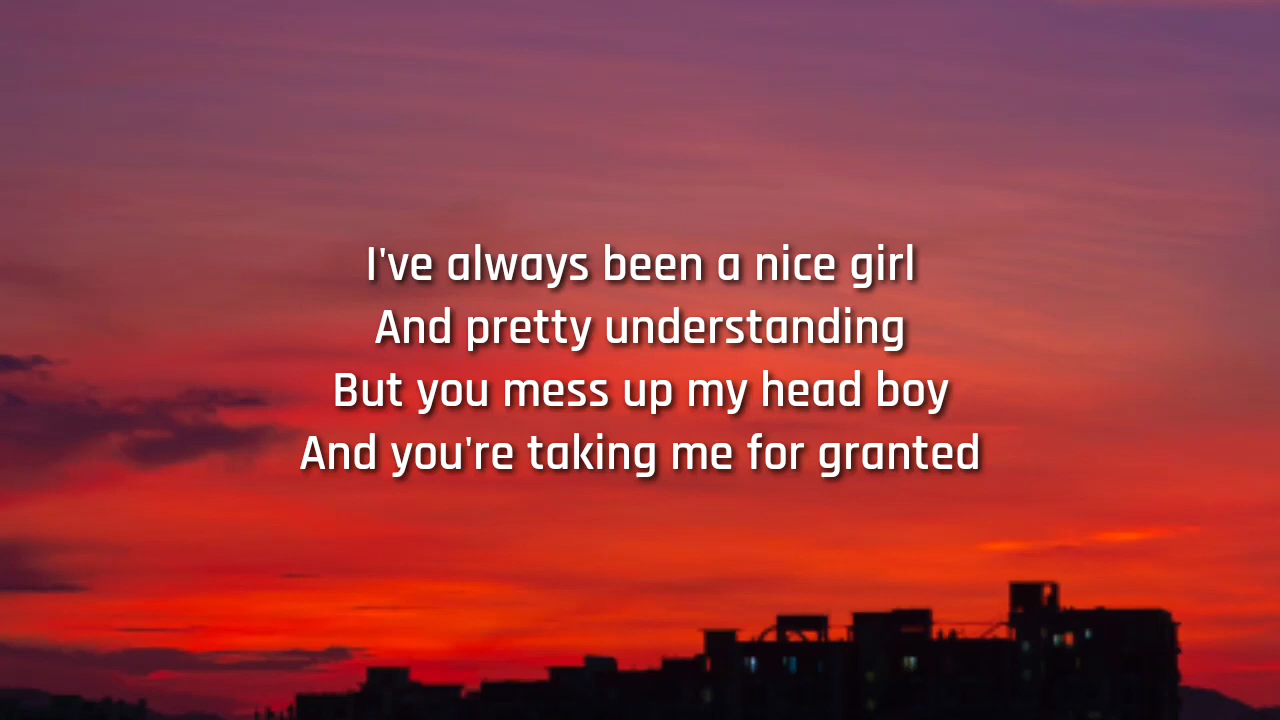 I've always been a nice girl
And pretty understanding
But you mess up my head boy
And you're taking me for granted